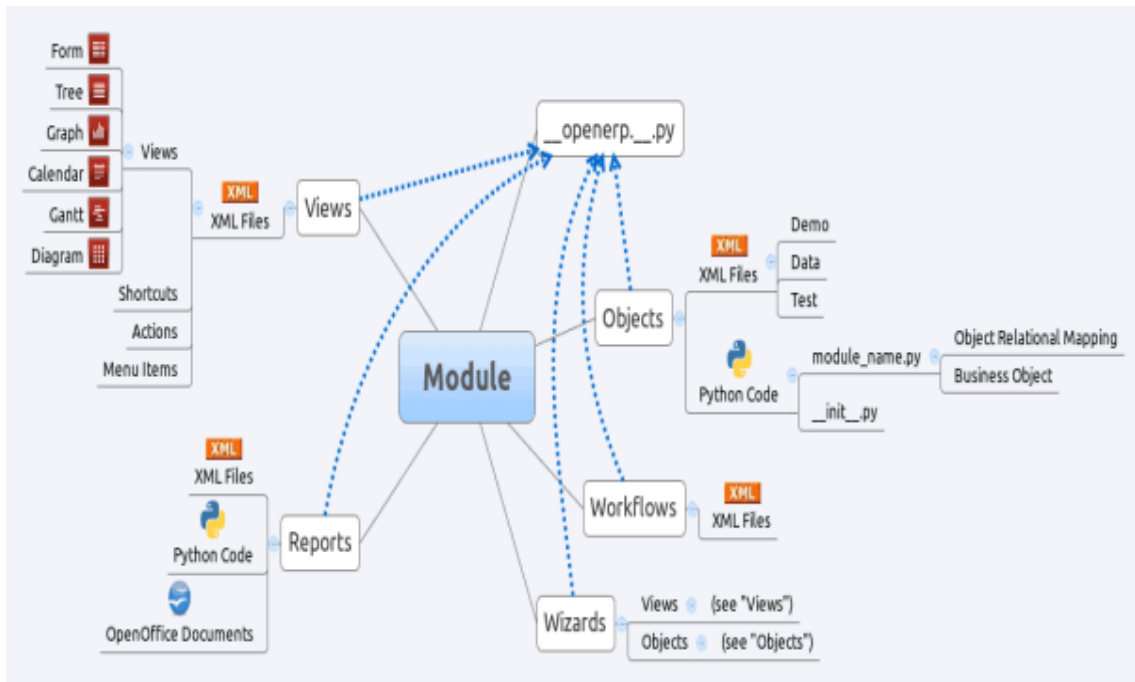 Form
Tree
Graph
Calendar
Gantt
Diagram
Views
Shortcuts
Actions
Menu Items
XML
XML Files
Views
__openerp.__.py
Module
Objects
XML
XML Files
Demo
Data
Test
Python Code
module_name.py
Object Relational Mapping
Business Object
__init__.py
XML
XML Files
Python Code
OpenOffice Documents
Reports
Workflows
XML
XML Files
Wizards
Views
(see "Views")
Objects
(see "Objects")